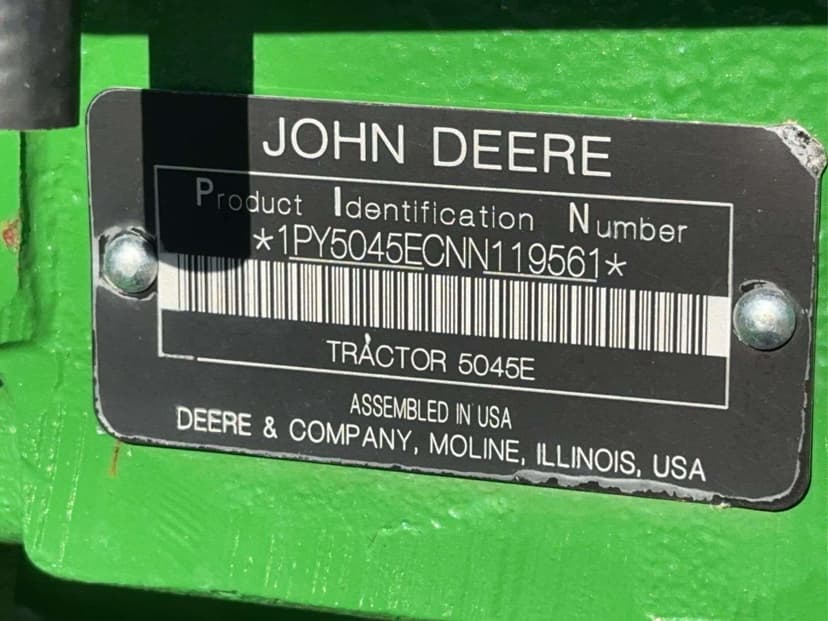 JOHN DEERE
Product Identification Number
*1PY5045ECNN119561*
TRACTOR 5045E
ASSEMBLED IN USA
DEERE & COMPANY, MOLINE, ILLINOIS, USA